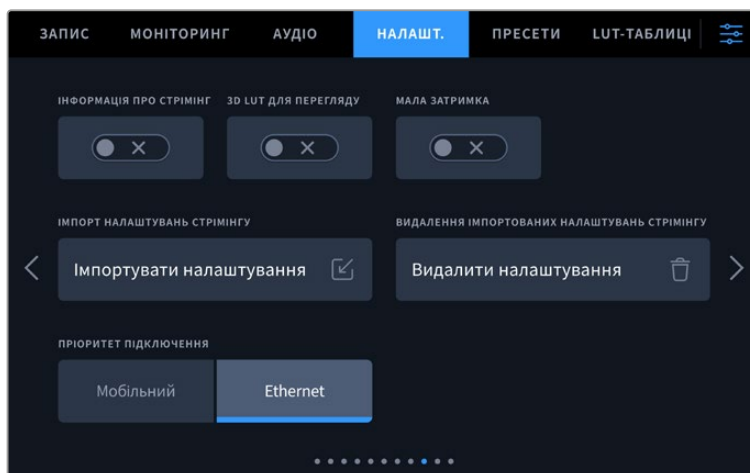 ЗАПИС МОНІТОРИНГ АУДІО НАЛАШТ. ПРЕСЕТИ LUT-ТАБЛИЦІ
ІНФОРМАЦІЯ ПРО СТРІМІНГ 3D LUT ДЛЯ ПЕРЕГЛЯДУ МАЛА ЗАТРИМКА
ІМПОРТ НАЛАШТУВАНЬ СТРІМІНГУ ВИДАЛЕННЯ ІМПОРТОВАНИХ НАЛАШТУВАНЬ СТРІМІНГУ
Імпортувати налаштування Видалити налаштування
ПРІОРИТЕТ ПІДКЛЮЧЕННЯ
Мобільний Ethernet